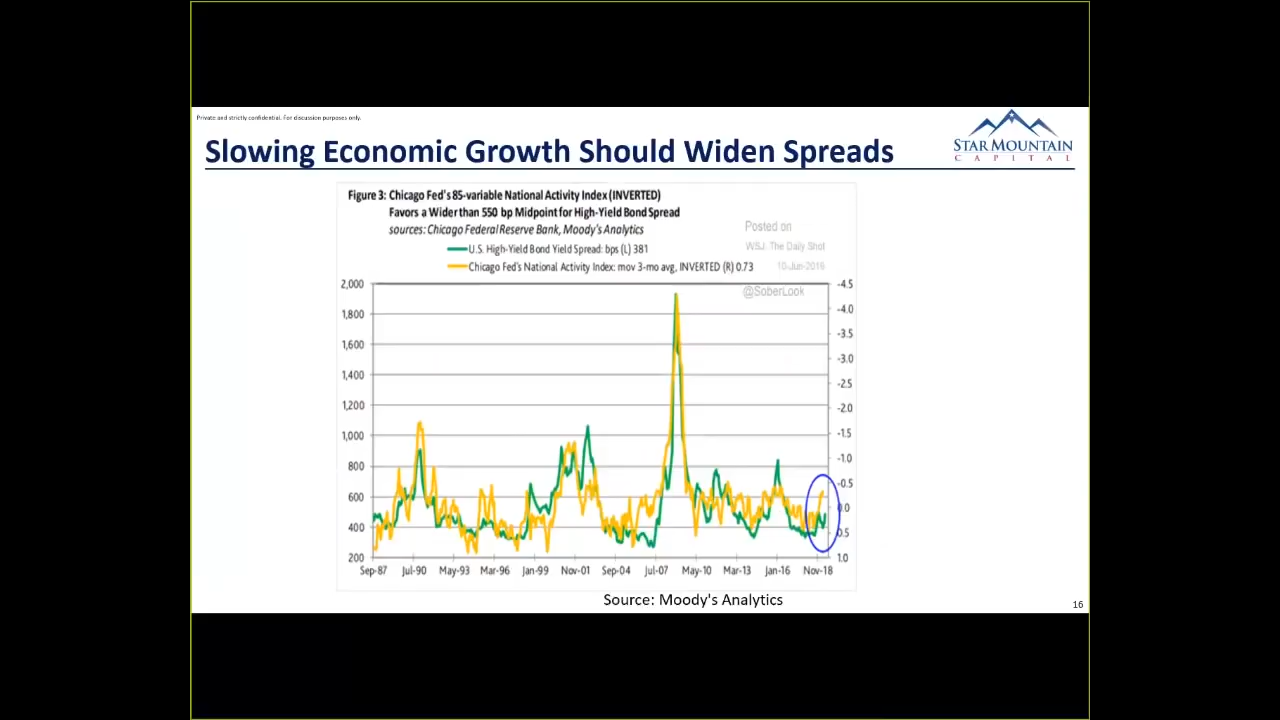 Private and strictly confidential. For discussion purposes only.
Slowing Economic Growth Should Widen Spreads
STAR MOUNTAIN
CAPITAL
Figure 3: Chicago Fed's 85-variable National Activity Index (INVERTED)
Favors a Wider than 550 bp Midpoint for High-Yield Bond Spread
sources: Chicago Federal Reserve Bank, Moody's Analytics
Posted on
WSJ: The Daily Shot
10-Jun-2016
@SoberLook
U.S. High-Yield Bond Yield Spread: bps (L) 381
Chicago Fed's National Activity Index: mov 3-mo avg, INVERTED (R) 0.73
2,000
1,800
1,600
1,400
1,200
1,000
800
600
400
200
-4.5
-4.0
-3.5
-3.0
-2.5
-2.0
-1.5
-1.0
-0.5
0.0
0.5
1.0
Sep-87 Jul-90 May-93 Mar-96 Jan-99 Nov-01 Sep-04 Jul-07 May-10 Mar-13 Jan-16 Nov-18
Source: Moody's Analytics
16